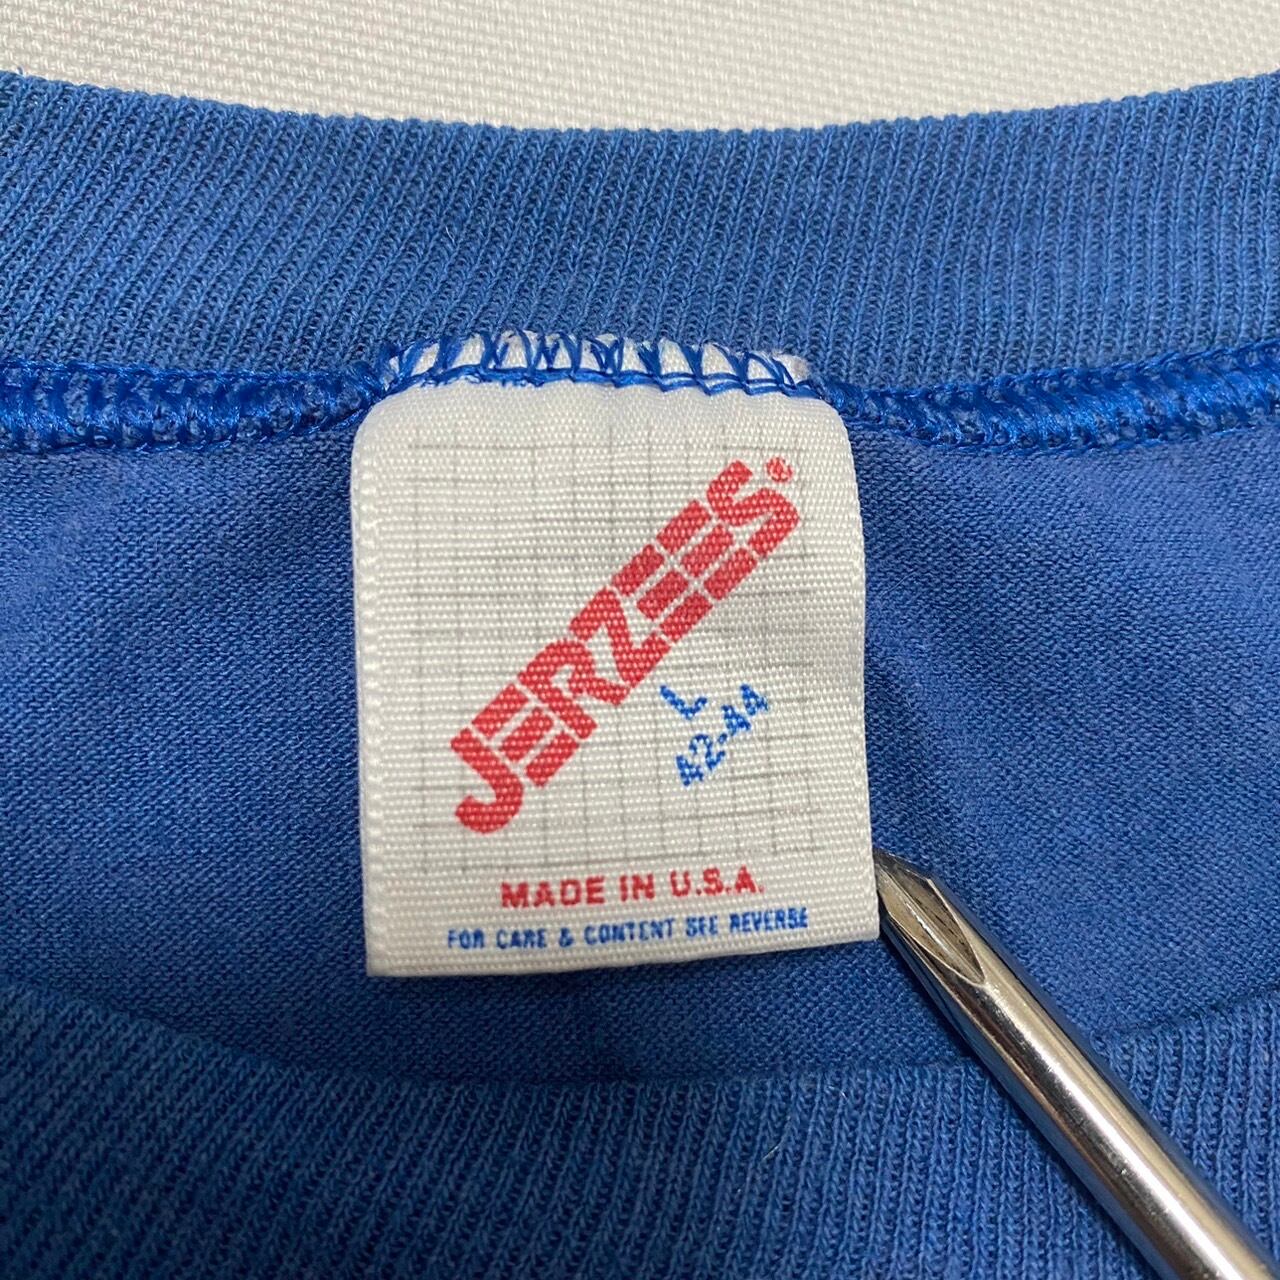 JERZEES®
L
42-44
MADE IN U.S.A.
FOR CARE & CONTENT SEE REVERSE